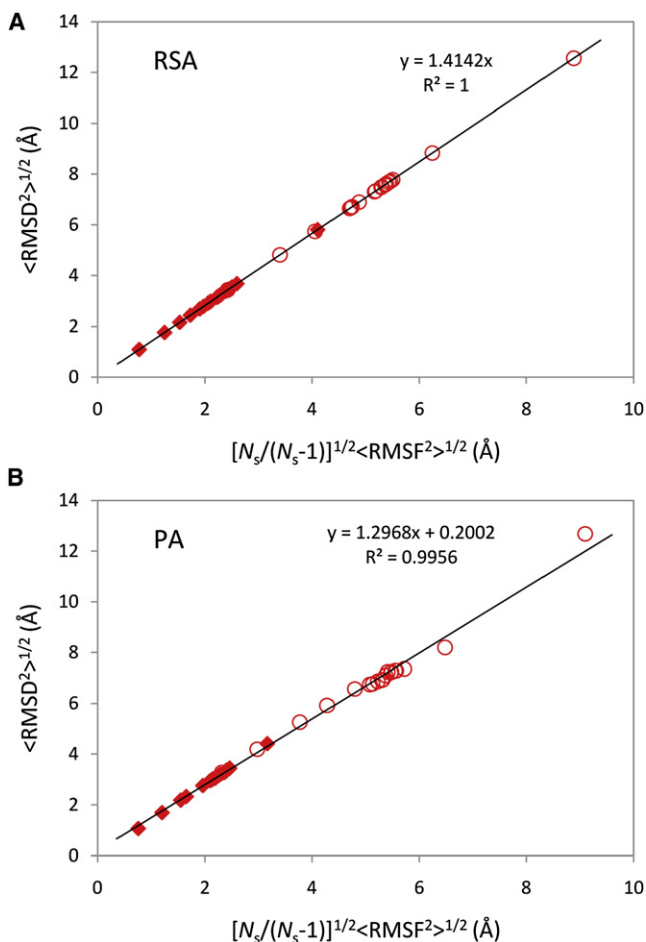 A
RSA
y = 1.4142x
R² = 1
14
12
10
8
6
4
2
0
<RMSD²>¹/² (Å)
0 2 4 6 8 10
[Nₛ/(Nₛ-1)]¹/²<RMSF²>¹/² (Å)
B
PA
y = 1.2968x + 0.2002
R² = 0.9956
14
12
10
8
6
4
2
0
<RMSD²>¹/² (Å)
0 2 4 6 8 10
[Nₛ/(Nₛ-1)]¹/²<RMSF²>¹/² (Å)